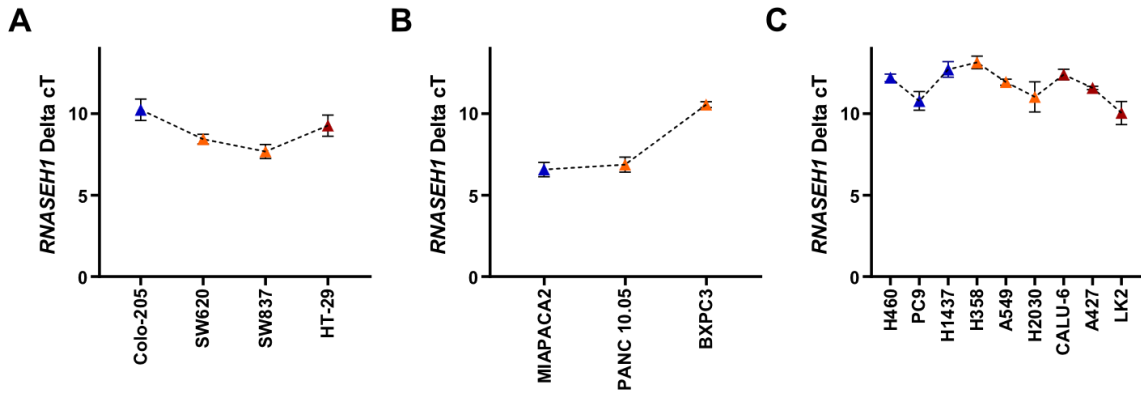 A
RNASEH1 Delta cT
10
5
0
Colo-205
SW620
SW837
HT-29
B
RNASEH1 Delta cT
10
5
0
MIAPACA2
PANC 10.05
BXPC3
C
RNASEH1 Delta cT
10
5
0
H460
PC9
H1437
H358
A549
H2030
CALU-6
A427
LK2